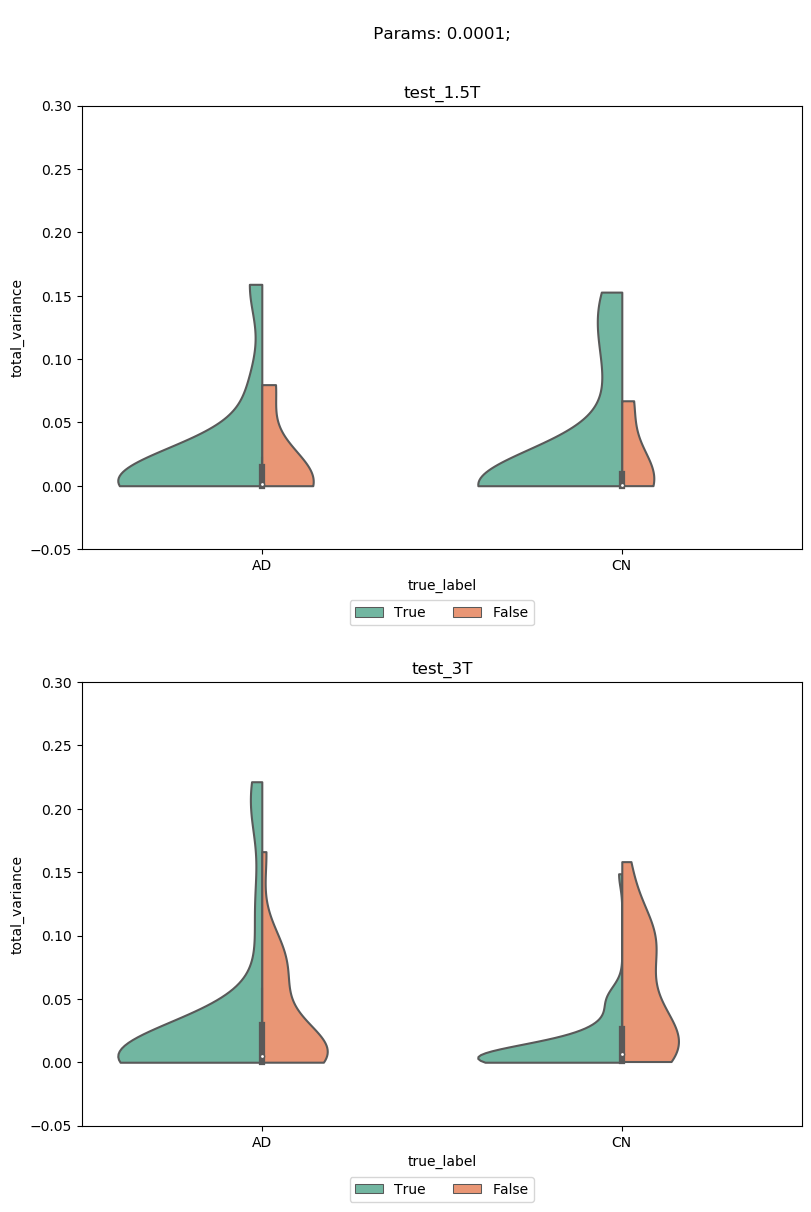 Params: 0.0001;
test_1.5T
0.30
0.25
0.20
0.15
0.10
0.05
0.00
−0.05
total_variance
AD CN
true_label
True False
test_3T
0.30
0.25
0.20
0.15
0.10
0.05
0.00
−0.05
total_variance
AD CN
true_label
True False